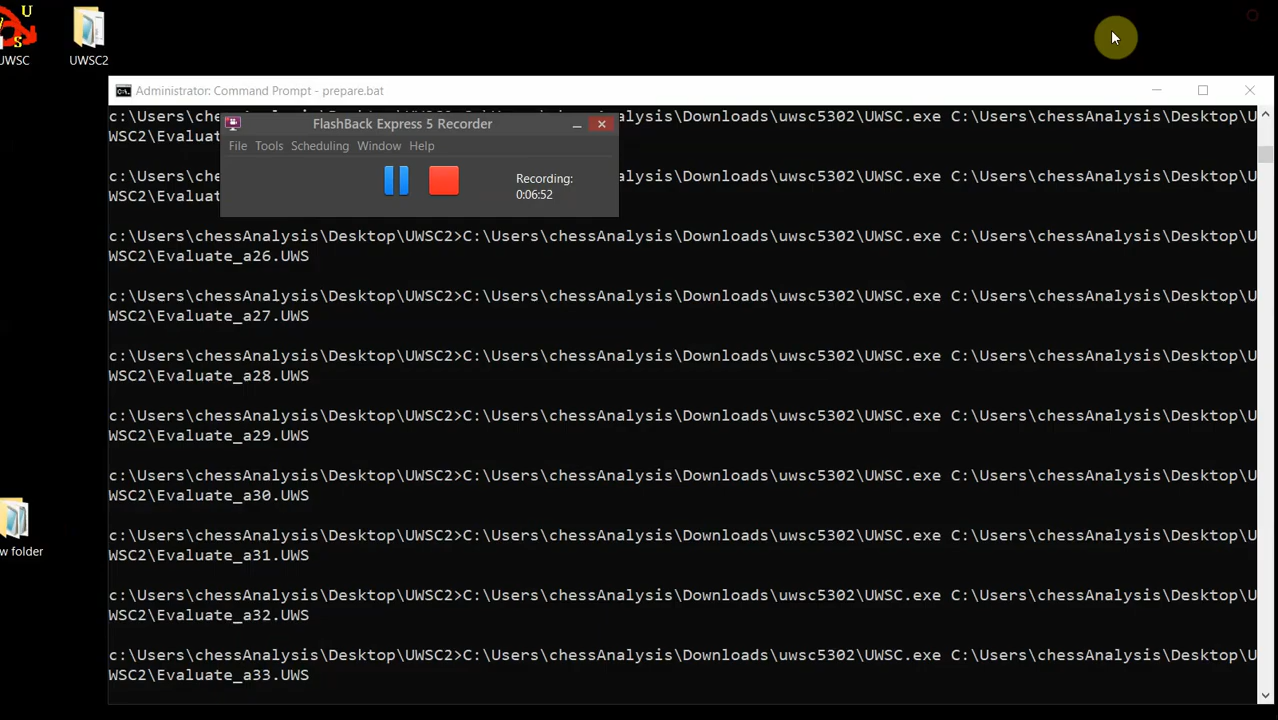 U
S
UWSC
UWSC2
Administrator: Command Prompt - prepare.bat
c:\Users\chessAnalysis\Desktop\UWSC2>C:\Users\chessAnalysis\Downloads\uwsc5302\UWSC.exe C:\Users\chessAnalysis\Desktop\U
WSC2\Evaluate
FlashBack Express 5 Recorder
File Tools Scheduling Window Help
Recording:
0:06:52
c:\Users\ch uwsc5302\UWSC.exe C:\Users\chessAnalysis\Desktop\U
WSC2\Evaluat
c:\Users\chessAnalysis\Desktop\UWSC2>C:\Users\chessAnalysis\Downloads\uwsc5302\UWSC.exe C:\Users\chessAnalysis\Desktop\U
WSC2\Evaluate_a26.UWS
c:\Users\chessAnalysis\Desktop\UWSC2>C:\Users\chessAnalysis\Downloads\uwsc5302\UWSC.exe C:\Users\chessAnalysis\Desktop\U
WSC2\Evaluate_a27.UWS
c:\Users\chessAnalysis\Desktop\UWSC2>C:\Users\chessAnalysis\Downloads\uwsc5302\UWSC.exe C:\Users\chessAnalysis\Desktop\U
WSC2\Evaluate_a28.UWS
c:\Users\chessAnalysis\Desktop\UWSC2>C:\Users\chessAnalysis\Downloads\uwsc5302\UWSC.exe C:\Users\chessAnalysis\Desktop\U
WSC2\Evaluate_a29.UWS
c:\Users\chessAnalysis\Desktop\UWSC2>C:\Users\chessAnalysis\Downloads\uwsc5302\UWSC.exe C:\Users\chessAnalysis\Desktop\U
WSC2\Evaluate_a30.UWS
w folder
c:\Users\chessAnalysis\Desktop\UWSC2>C:\Users\chessAnalysis\Downloads\uwsc5302\UWSC.exe C:\Users\chessAnalysis\Desktop\U
WSC2\Evaluate_a31.UWS
c:\Users\chessAnalysis\Desktop\UWSC2>C:\Users\chessAnalysis\Downloads\uwsc5302\UWSC.exe C:\Users\chessAnalysis\Desktop\U
WSC2\Evaluate_a32.UWS
c:\Users\chessAnalysis\Desktop\UWSC2>C:\Users\chessAnalysis\Downloads\uwsc5302\UWSC.exe C:\Users\chessAnalysis\Desktop\U
WSC2\Evaluate_a33.UWS